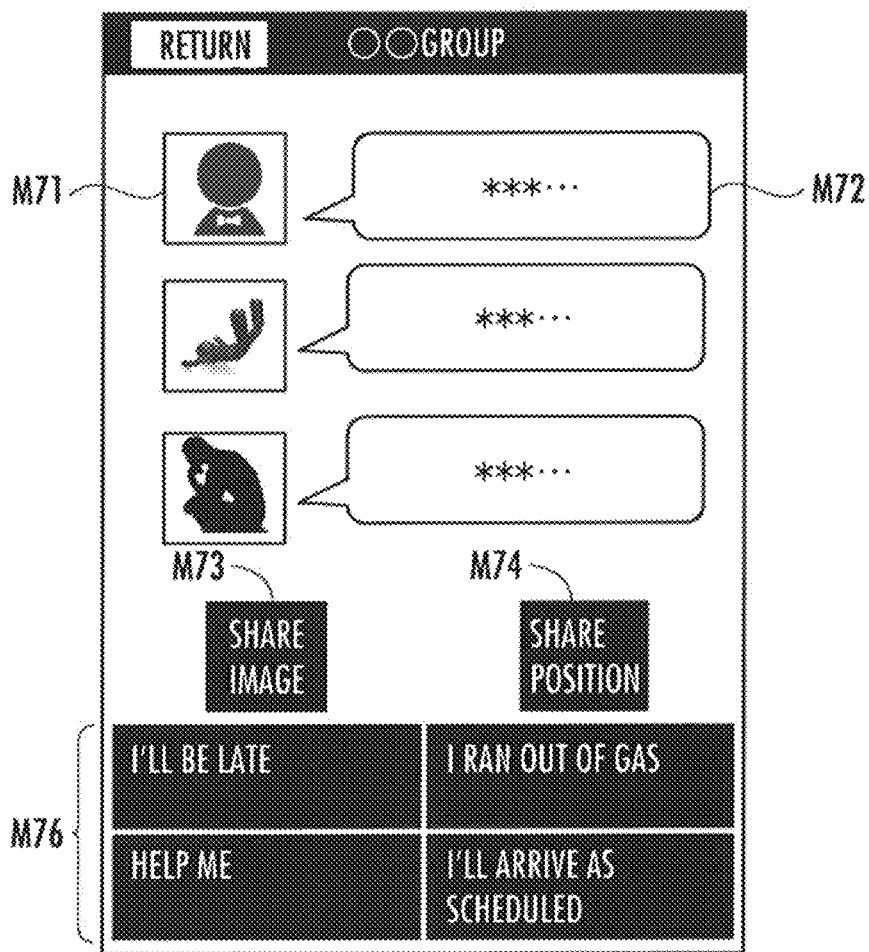 RETURN ○○GROUP
M71 ***··· M72
***···
***···
M73 M74
SHARE
IMAGE
SHARE
POSITION
M76
I'LL BE LATE
I RAN OUT OF GAS
HELP ME
I'LL ARRIVE AS
SCHEDULED